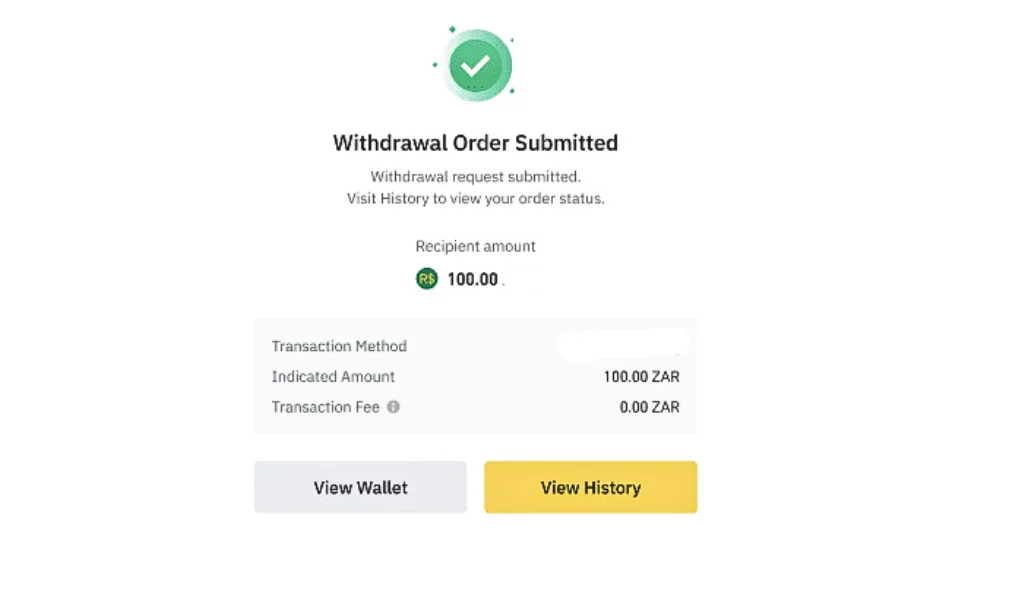 Withdrawal Order Submitted
Withdrawal request submitted.
Visit History to view your order status.
Recipient amount
R$ 100.00 .
Transaction Method
Indicated Amount 100.00 ZAR
Transaction Fee 0.00 ZAR
View Wallet View History